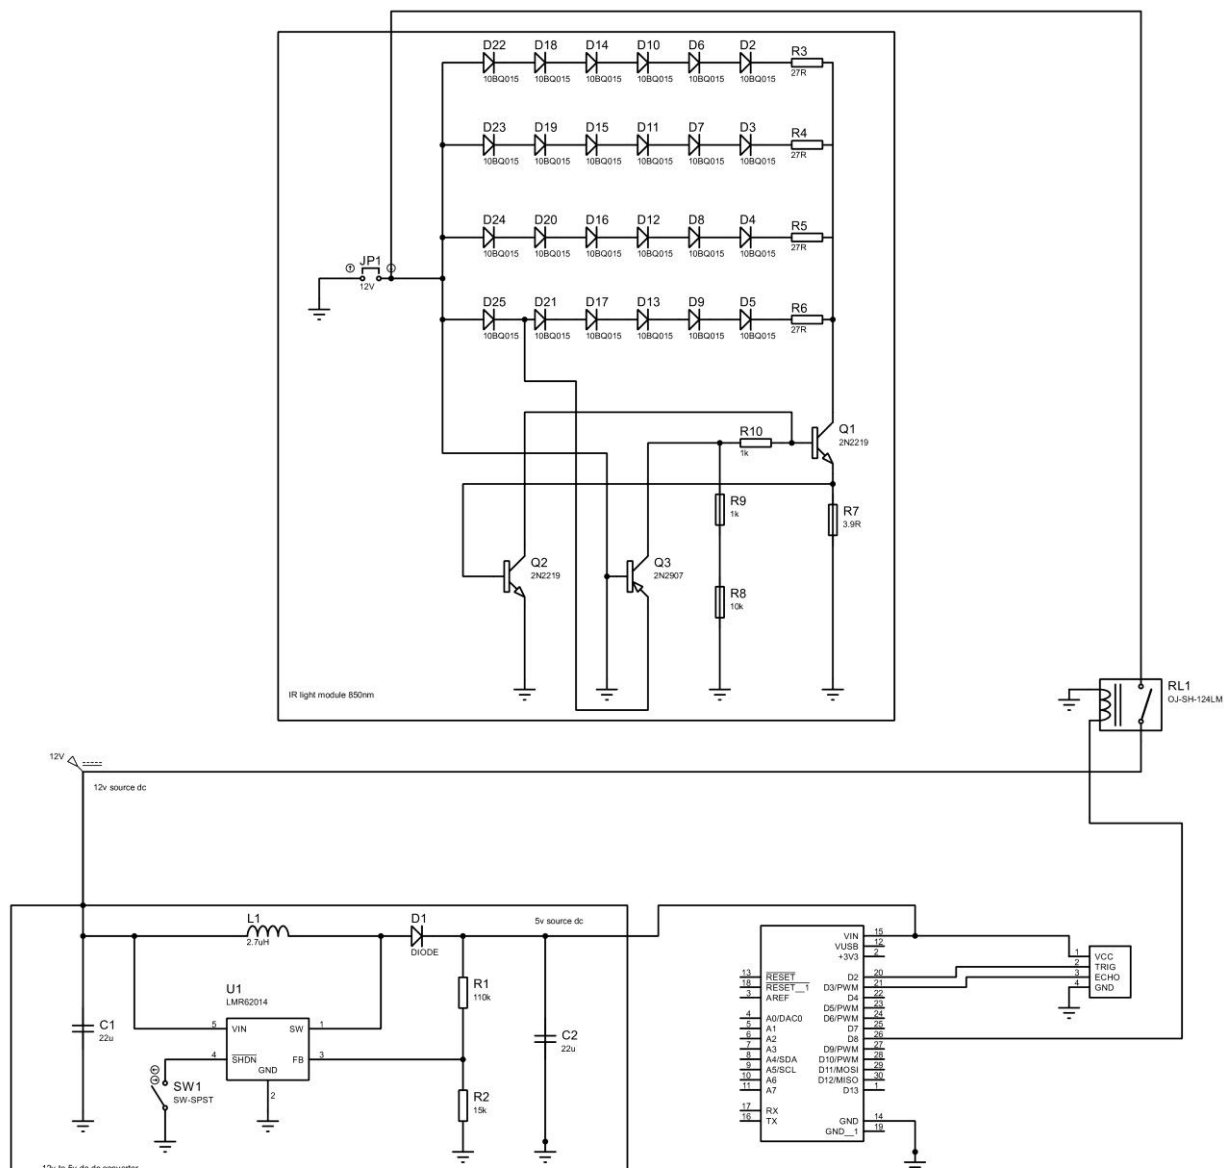 D22 D18 D14 D10 D6 D2 R3
10BQ015 10BQ015 10BQ015 10BQ015 10BQ015 10BQ015 27R
D23 D19 D15 D11 D7 D3 R4
10BQ015 10BQ015 10BQ015 10BQ015 10BQ015 10BQ015 27R
D24 D20 D16 D12 D8 D4 R5
10BQ015 10BQ015 10BQ015 10BQ015 10BQ015 10BQ015 27R
JP1
12V
D25 D21 D17 D13 D9 D5 R6
10BQ015 10BQ015 10BQ015 10BQ015 10BQ015 10BQ015 27R
R10
1k
Q1
2N2219
R9
1k
R7
3.9R
Q2
2N2219
Q3
2N2907
R8
10k
IR light module 850nm
RL1
OJ-SH-124LM
12V
12v source dc
L1
2.7uH
D1
DIODE
5v source dc
R1
110k
U1
LMR62014
5 VIN SW 1
4 SHDN FB 3
GND
2
C1
22u
C2
22u
SW1
SW-SPST
R2
15k
12v to 5v dc dc converter
VIN 15
VUSB 12
+3V3 2
13 RESET D2 20
18 RESET__1 D3/PWM 21
3 AREF D4 22
D5/PWM 23
4 A0/DAC0 D6/PWM 24
5 A1 D7 25
6 A2 D8 26
7 A3 D9/PWM 27
8 A4/SDA D10/PWM 28
9 A5/SCL D11/MOSI 29
10 A6 D12/MISO 30
11 A7 D13 1
17 RX
16 TX GND 14
GND__1 19
1 VCC
2 TRIG
3 ECHO
4 GND